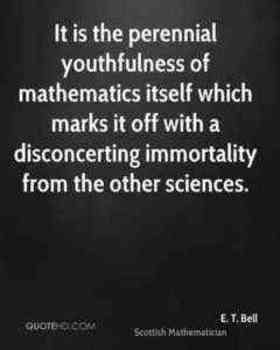 It is the perennial
youthfulness of
mathematics itself which
marks it off with a
disconcerting immortality
from the other sciences.
E. T. Bell
QUOTEHD.COM
Scottish Mathematician